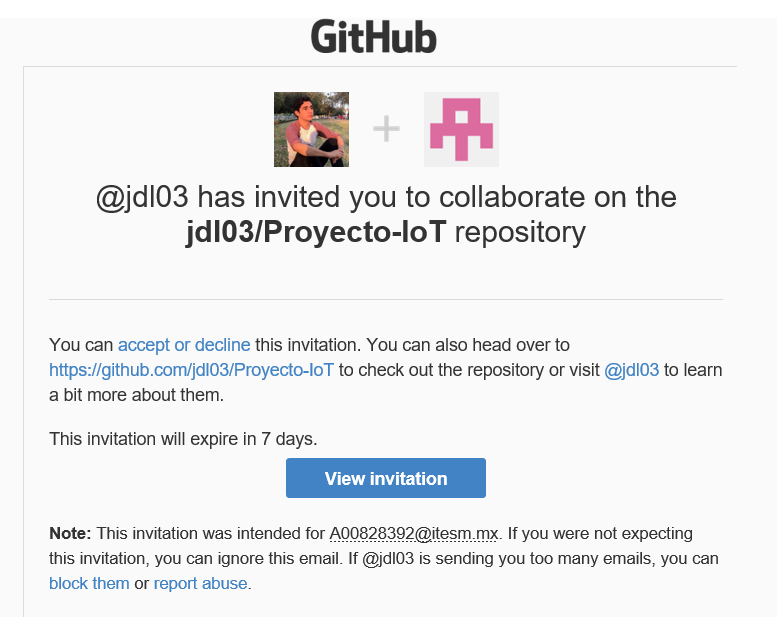 GitHub
@jdl03 has invited you to collaborate on the
jdl03/Proyecto-IoT repository
You can accept or decline this invitation. You can also head over to
https://github.com/jdl03/Proyecto-IoT to check out the repository or visit @jdl03 to learn
a bit more about them.
This invitation will expire in 7 days.
View invitation
Note: This invitation was intended for A00828392@itesm.mx. If you were not expecting
this invitation, you can ignore this email. If @jdl03 is sending you too many emails, you can
block them or report abuse.